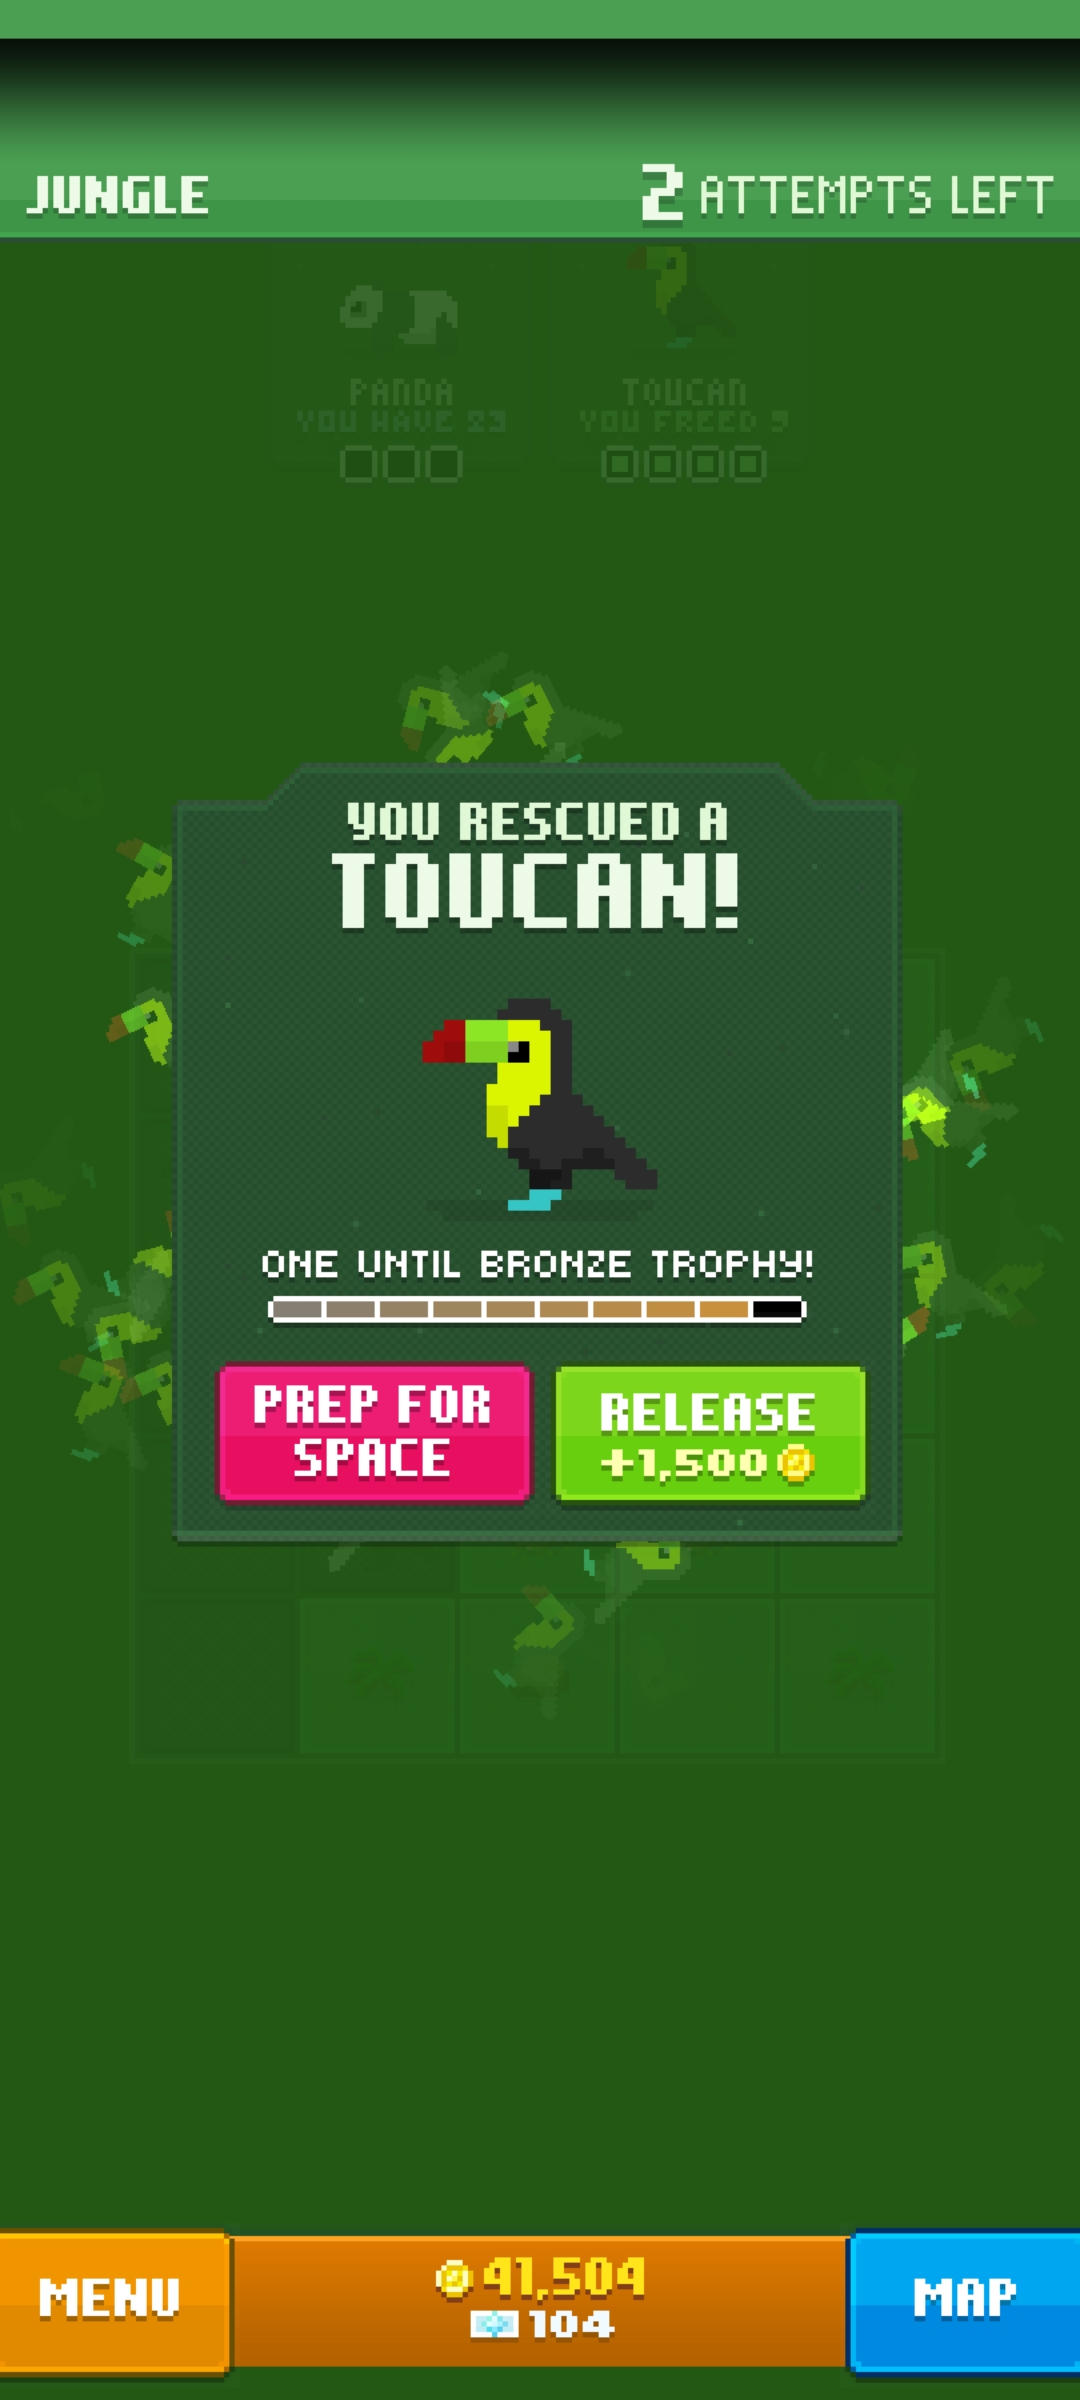 JUNGLE
2 ATTEMPTS LEFT
PANDA
YOU HAVE 23
TOUCAN
YOU FREED 9
YOU RESCUED A
TOUCAN!
ONE UNTIL BRONZE TROPHY!
PREP FOR
SPACE
RELEASE
+1,500
MENU
41,504
104
MAP